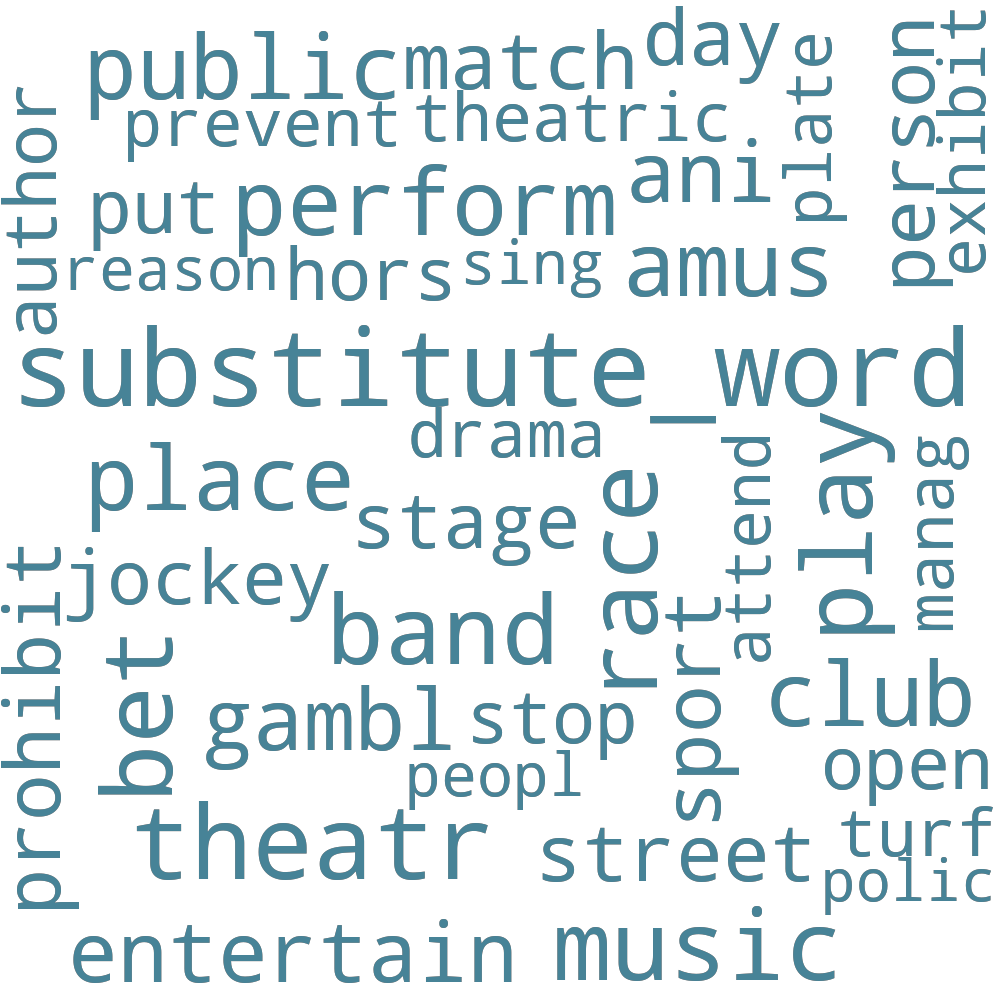 public
match
day
plate
person
exhibit
author
prevent
theatric
put
perform
ani
reason
hors
sing
amus
substitute_word
drama
place
stage
race
attend
play
manag
prohibit
jockey
bet
band
sport
club
gambl
stop
open
peopl
theatr
street
turf
polic
entertain
music